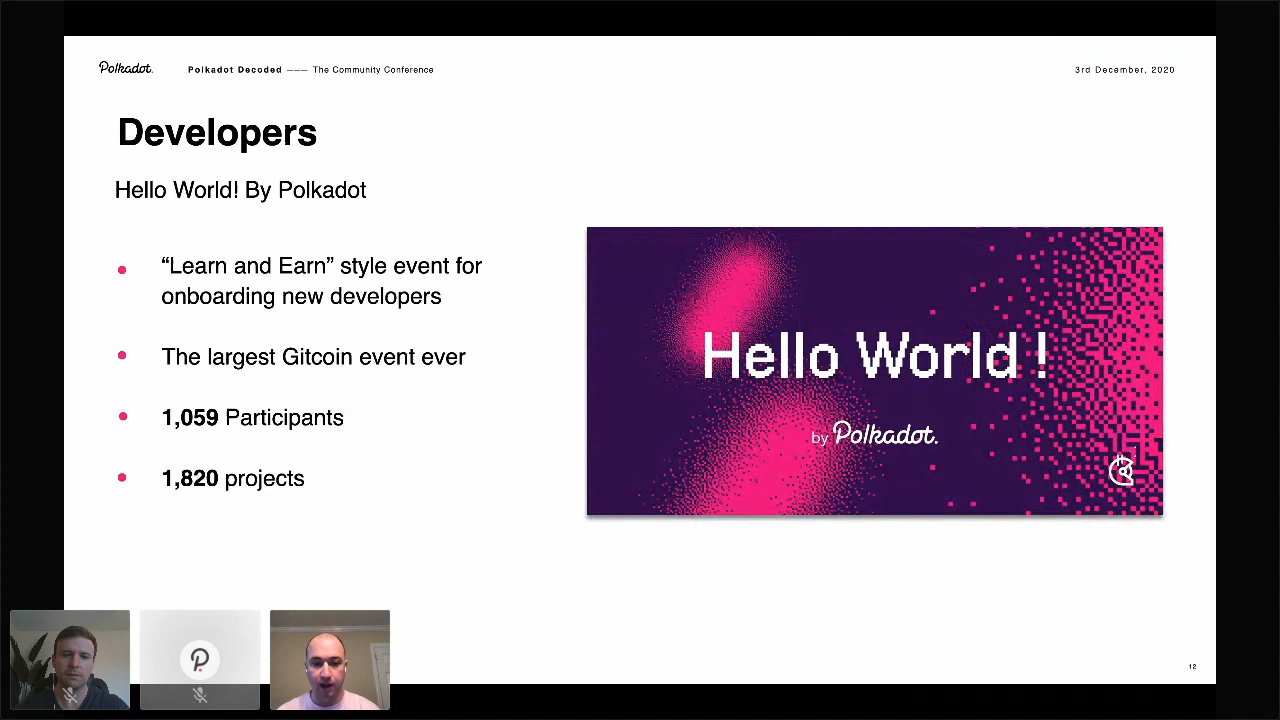 Polkadot.
Polkadot Decoded ——— The Community Conference
3rd December, 2020
Developers
Hello World! By Polkadot
“Learn and Earn” style event for
onboarding new developers
The largest Gitcoin event ever
1,059 Participants
1,820 projects
Hello World !
by Polkadot.
12